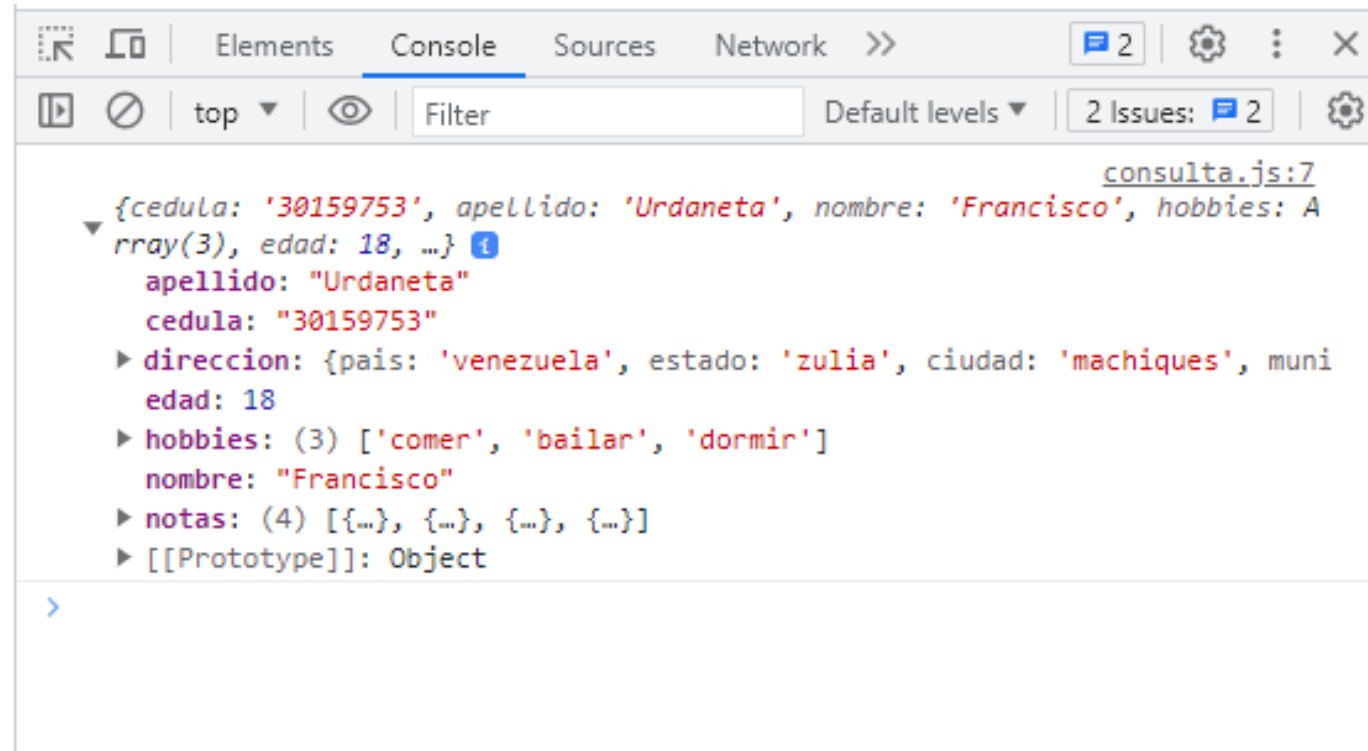 Elements Console Sources Network 2
top Filter Default levels 2 Issues: 2
consulta.js:7
{cedula: '30159753', apellido: 'Urdaneta', nombre: 'Francisco', hobbies: A
rray(3), edad: 18, …}
apellido: "Urdaneta"
cedula: "30159753"
direccion: {pais: 'venezuela', estado: 'zulia', ciudad: 'machiques', muni
edad: 18
hobbies: (3) ['comer', 'bailar', 'dormir']
nombre: "Francisco"
notas: (4) [{…}, {…}, {…}, {…}]
[[Prototype]]: Object